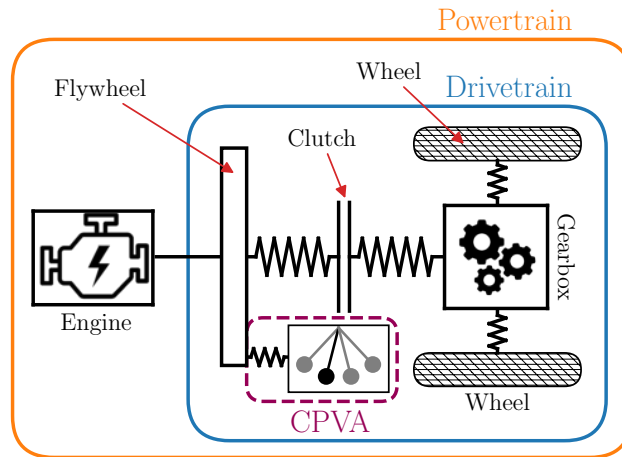 Powertrain
Wheel
Flywheel
Drivetrain
Clutch
Gearbox
Engine
Wheel
CPVA